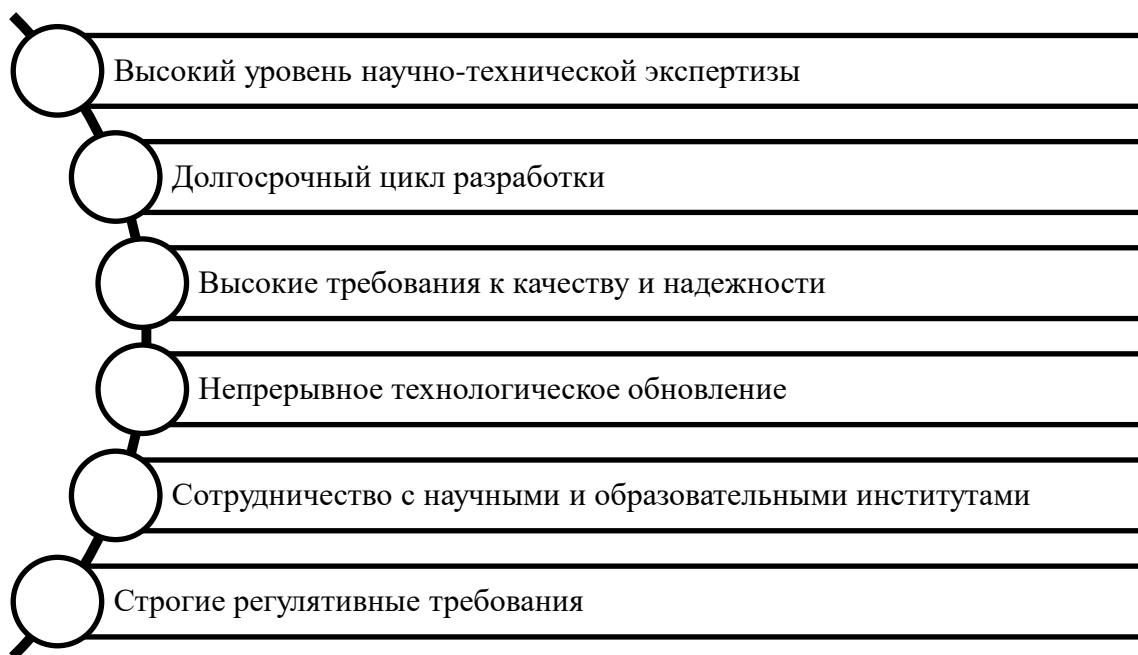 Высокий уровень научно-технической экспертизы
Долгосрочный цикл разработки
Высокие требования к качеству и надежности
Непрерывное технологическое обновление
Сотрудничество с научными и образовательными институтами
Строгие регулятивные требования